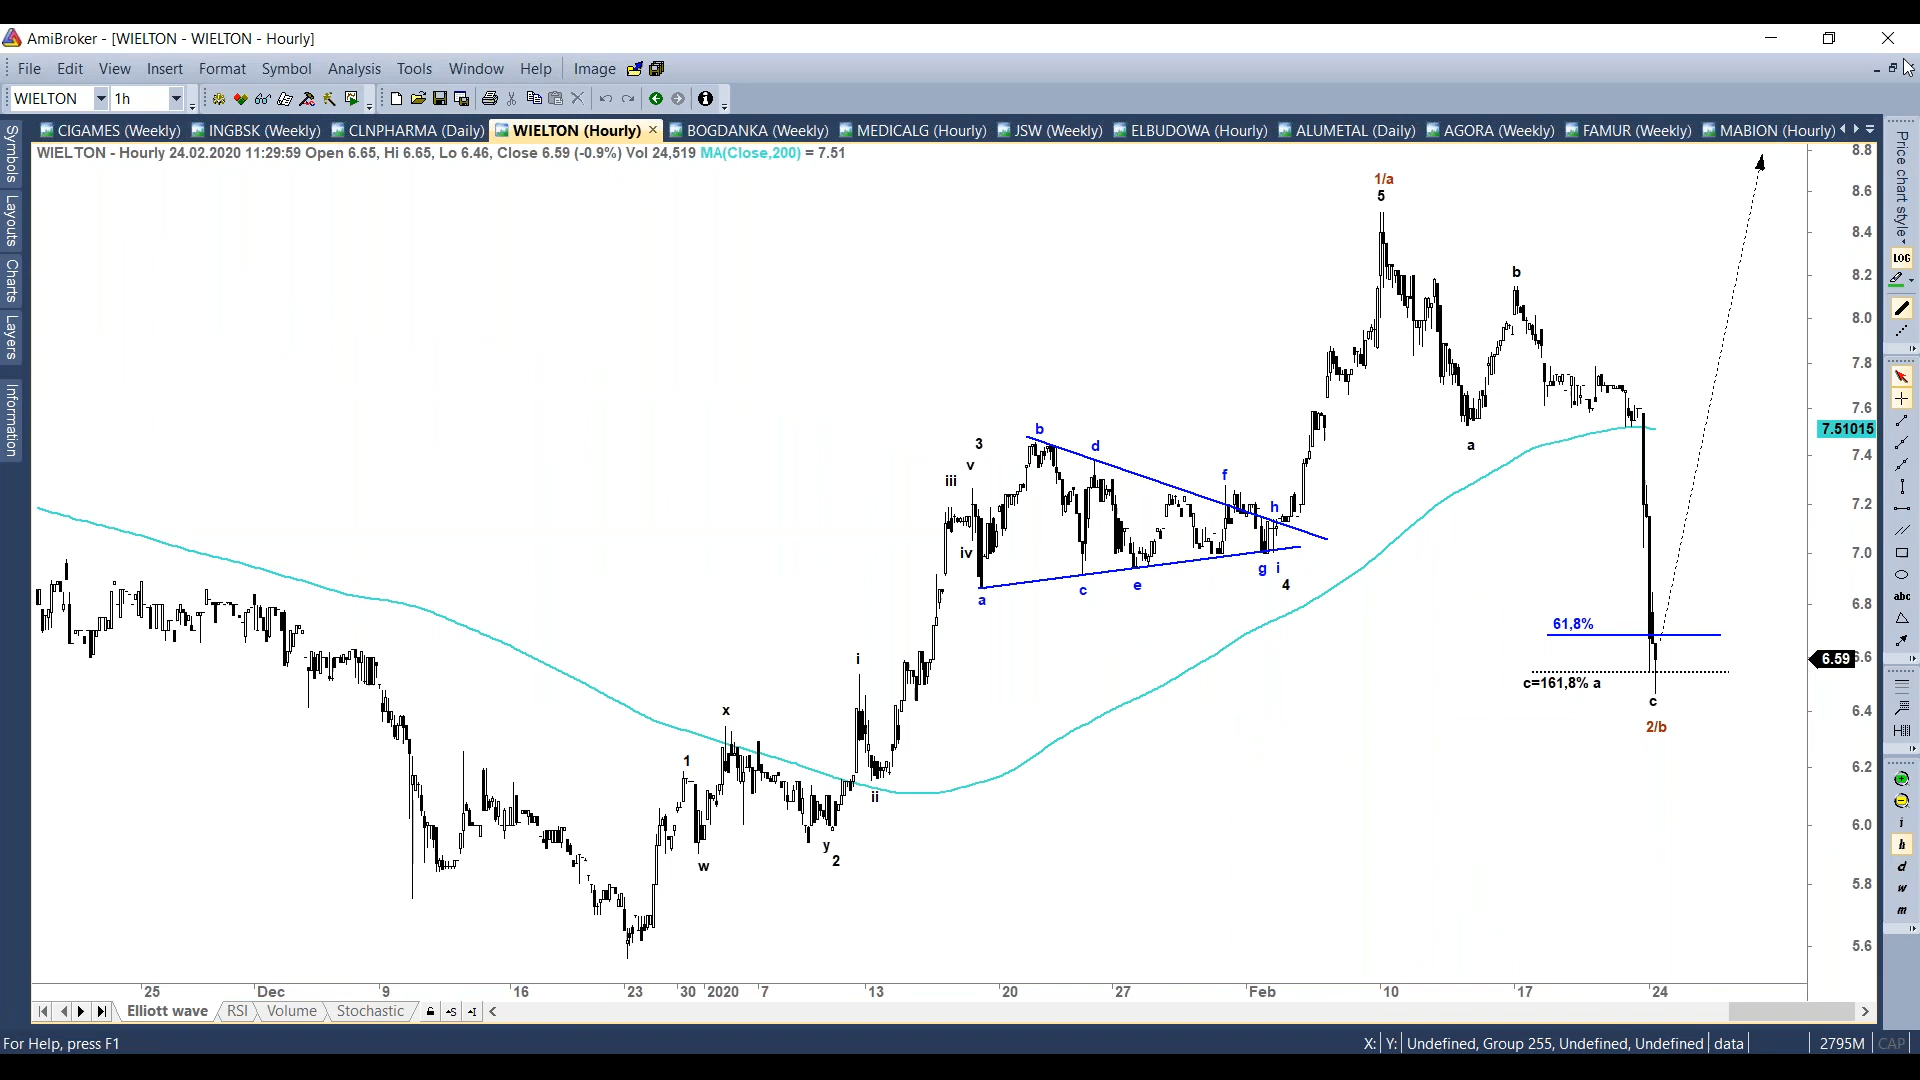 AmiBroker - [WIELTON - WIELTON - Hourly]
File Edit View Insert Format Symbol Analysis Tools Window Help Image
WIELTON 1h
CIGAMES (Weekly) INGBSK (Weekly) CLNPHARMA (Daily) WIELTON (Hourly) BOGDANKA (Weekly) MEDICALG (Hourly) JSW (Weekly) ELBUDOWA (Hourly) ALUMETAL (Daily) AGORA (Weekly) FAMUR (Weekly) MABION (Hourly)
WIELTON - Hourly 24.02.2020 11:29:59 Open 6.65, Hi 6.65, Lo 6.46, Close 6.59 (-0.9%) Vol 24,519 MA(Close,200) = 7.51
Symbols
Layouts
Charts
Layers
Information
Price chart style
LOG
abc
i
h
d
w
m
8.8
8.6
8.4
8.2
8.0
7.8
7.6
7.51015
7.4
7.2
7.0
6.8
6.59
6.6
6.4
6.2
6.0
5.8
5.6
1/a
5
b
a
3
v
iii
iv
b
d
f
h
a
c
e
g i
4
i
ii
x
1
w
y
2
61,8%
c=161,8% a
c
2/b
25 Dec 9 16 23 30 2020 7 13 20 27 Feb 10 17 24
Elliott wave RSI Volume Stochastic
For Help, press F1
X: Y: Undefined, Group 255, Undefined, Undefined data 2795M CAP